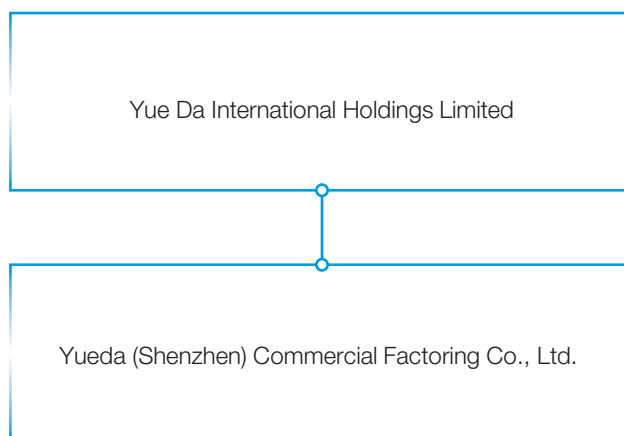 Yue Da International Holdings Limited
Yueda (Shenzhen) Commercial Factoring Co., Ltd.